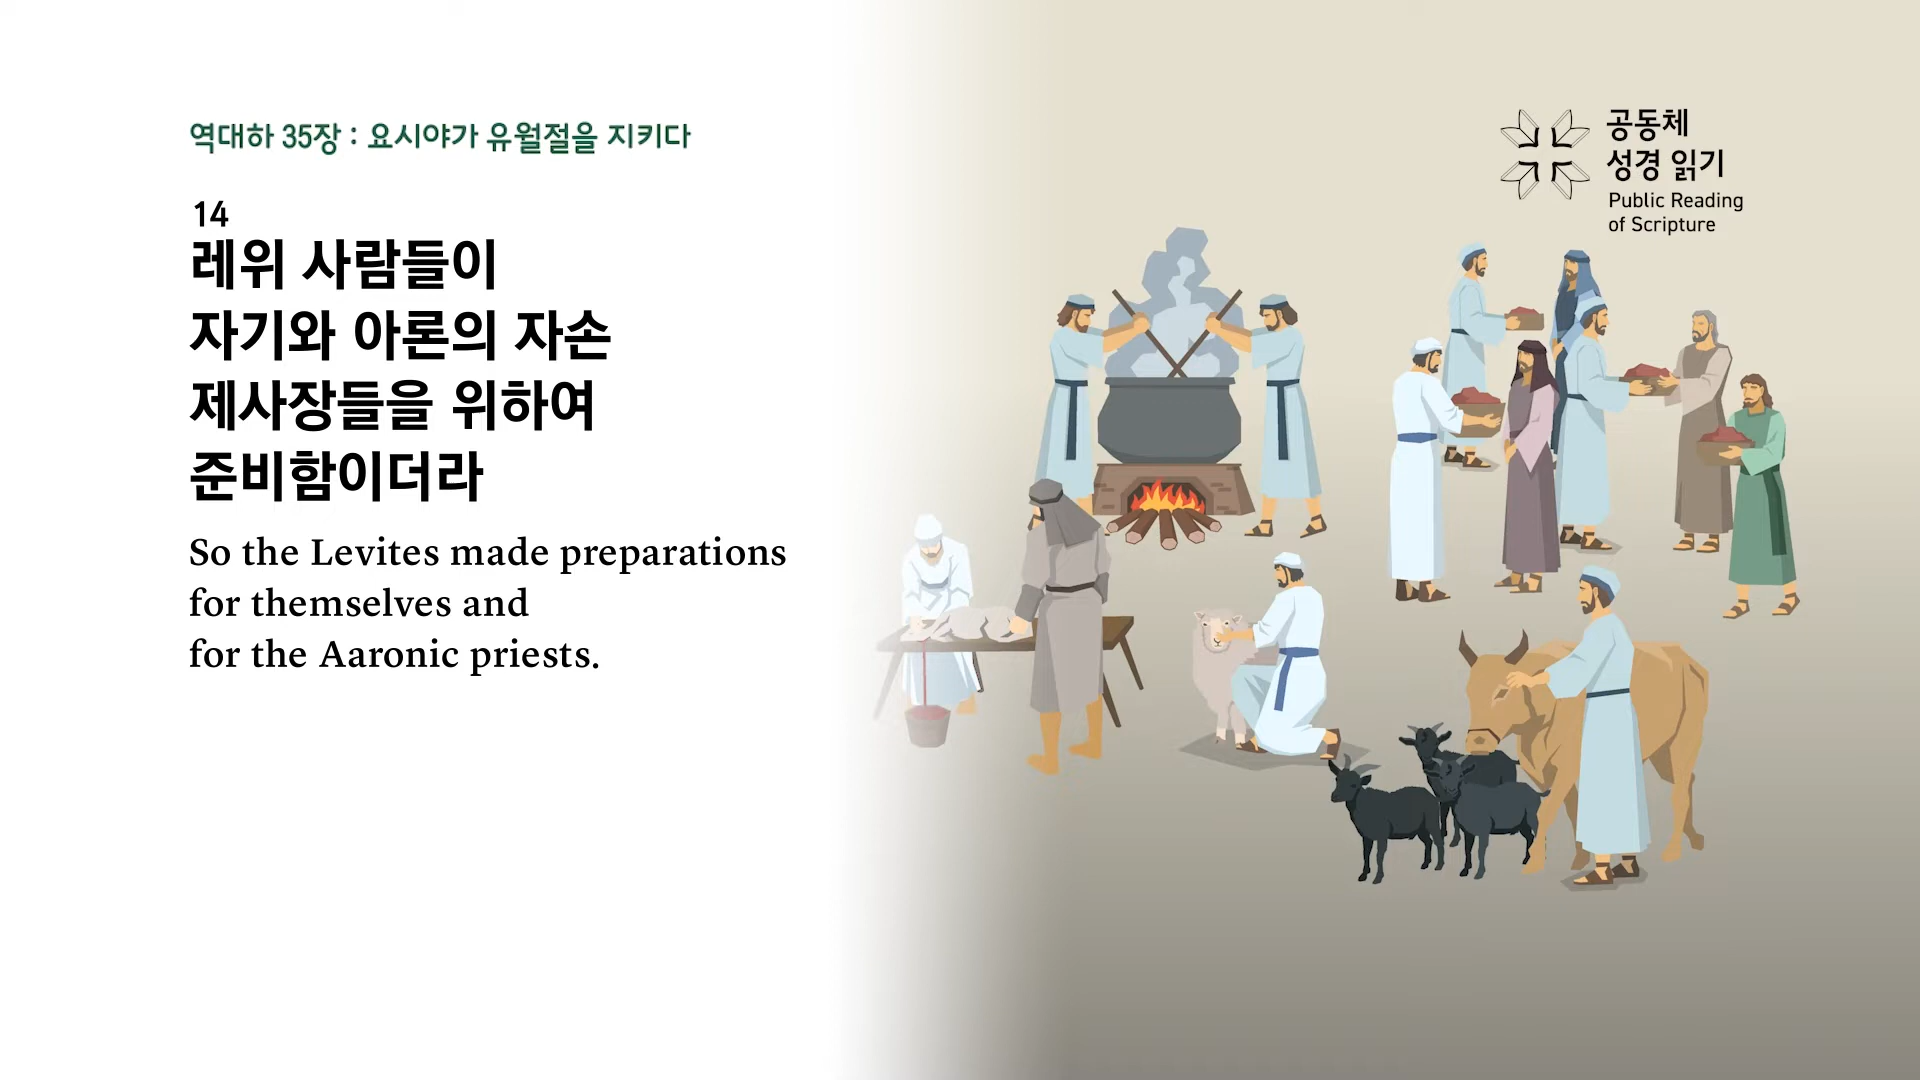 역대하 35장 : 요시야가 유월절을 지키다
14
레위 사람들이
자기와 아론의 자손
제사장들을 위하여
준비함이더라
So the Levites made preparations
for themselves and
for the Aaronic priests.
공동체
성경 읽기
Public Reading
of Scripture